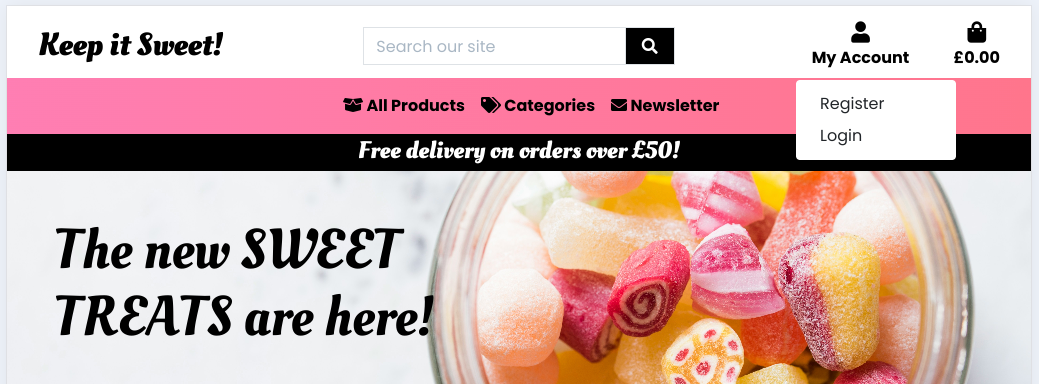 Keep it Sweet!
Search our site
My Account
£0.00
All Products
Categories
Newsletter
Register
Login
Free delivery on orders over £50!
The new SWEET
TREATS are here!